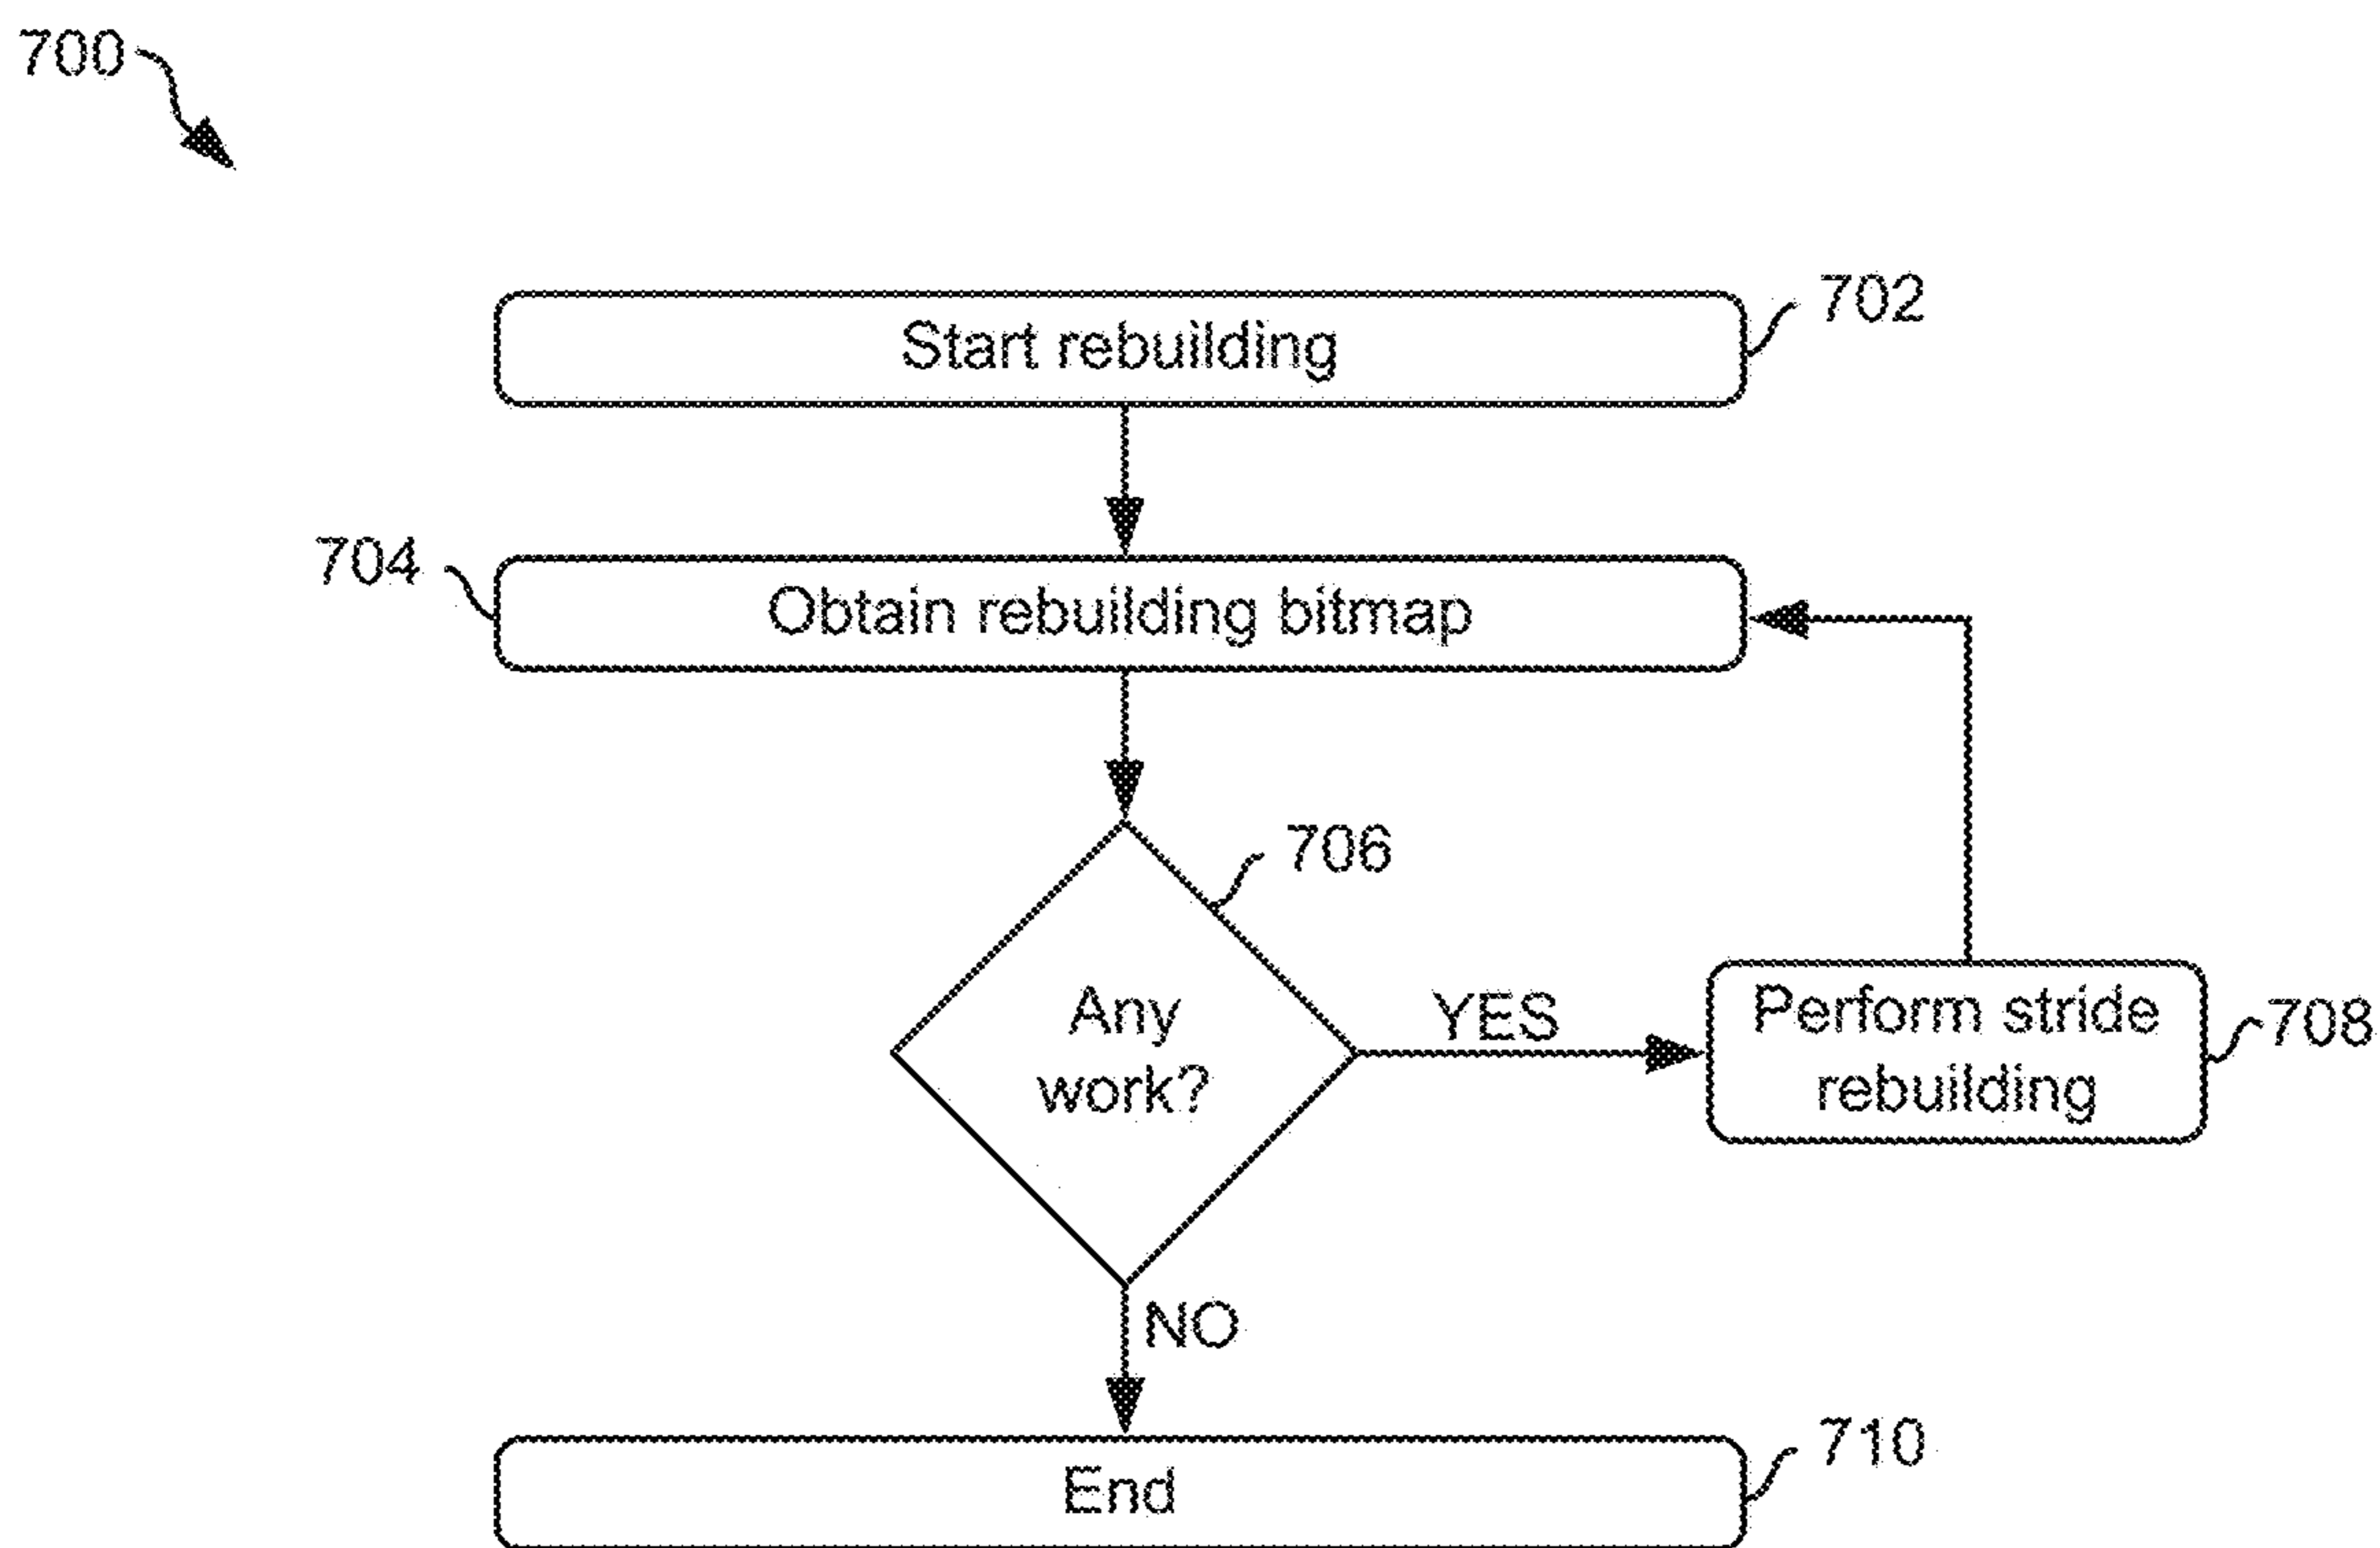 700
702
Start rebuilding
704
Obtain rebuilding bitmap
706
Any
work?
YES
Perform stride
rebuilding
708
NO
710
End